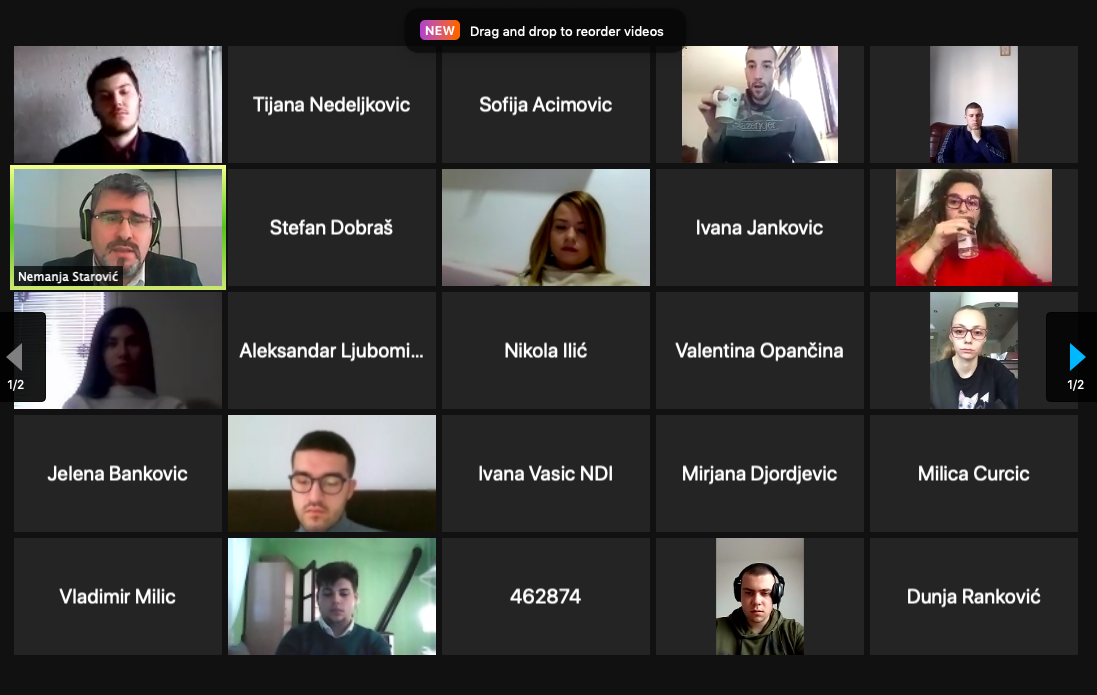 NEW Drag and drop to reorder videos
Tijana Nedeljkovic
Sofija Acimovic
Slazenger
Nemanja Starović
Stefan Dobraš
Ivana Jankovic
Aleksandar Ljubomi...
Nikola Ilić
Valentina Opančina
1/2
1/2
Jelena Bankovic
Ivana Vasic NDI
Mirjana Djordjevic
Milica Curcic
Vladimir Milic
462874
Dunja Ranković